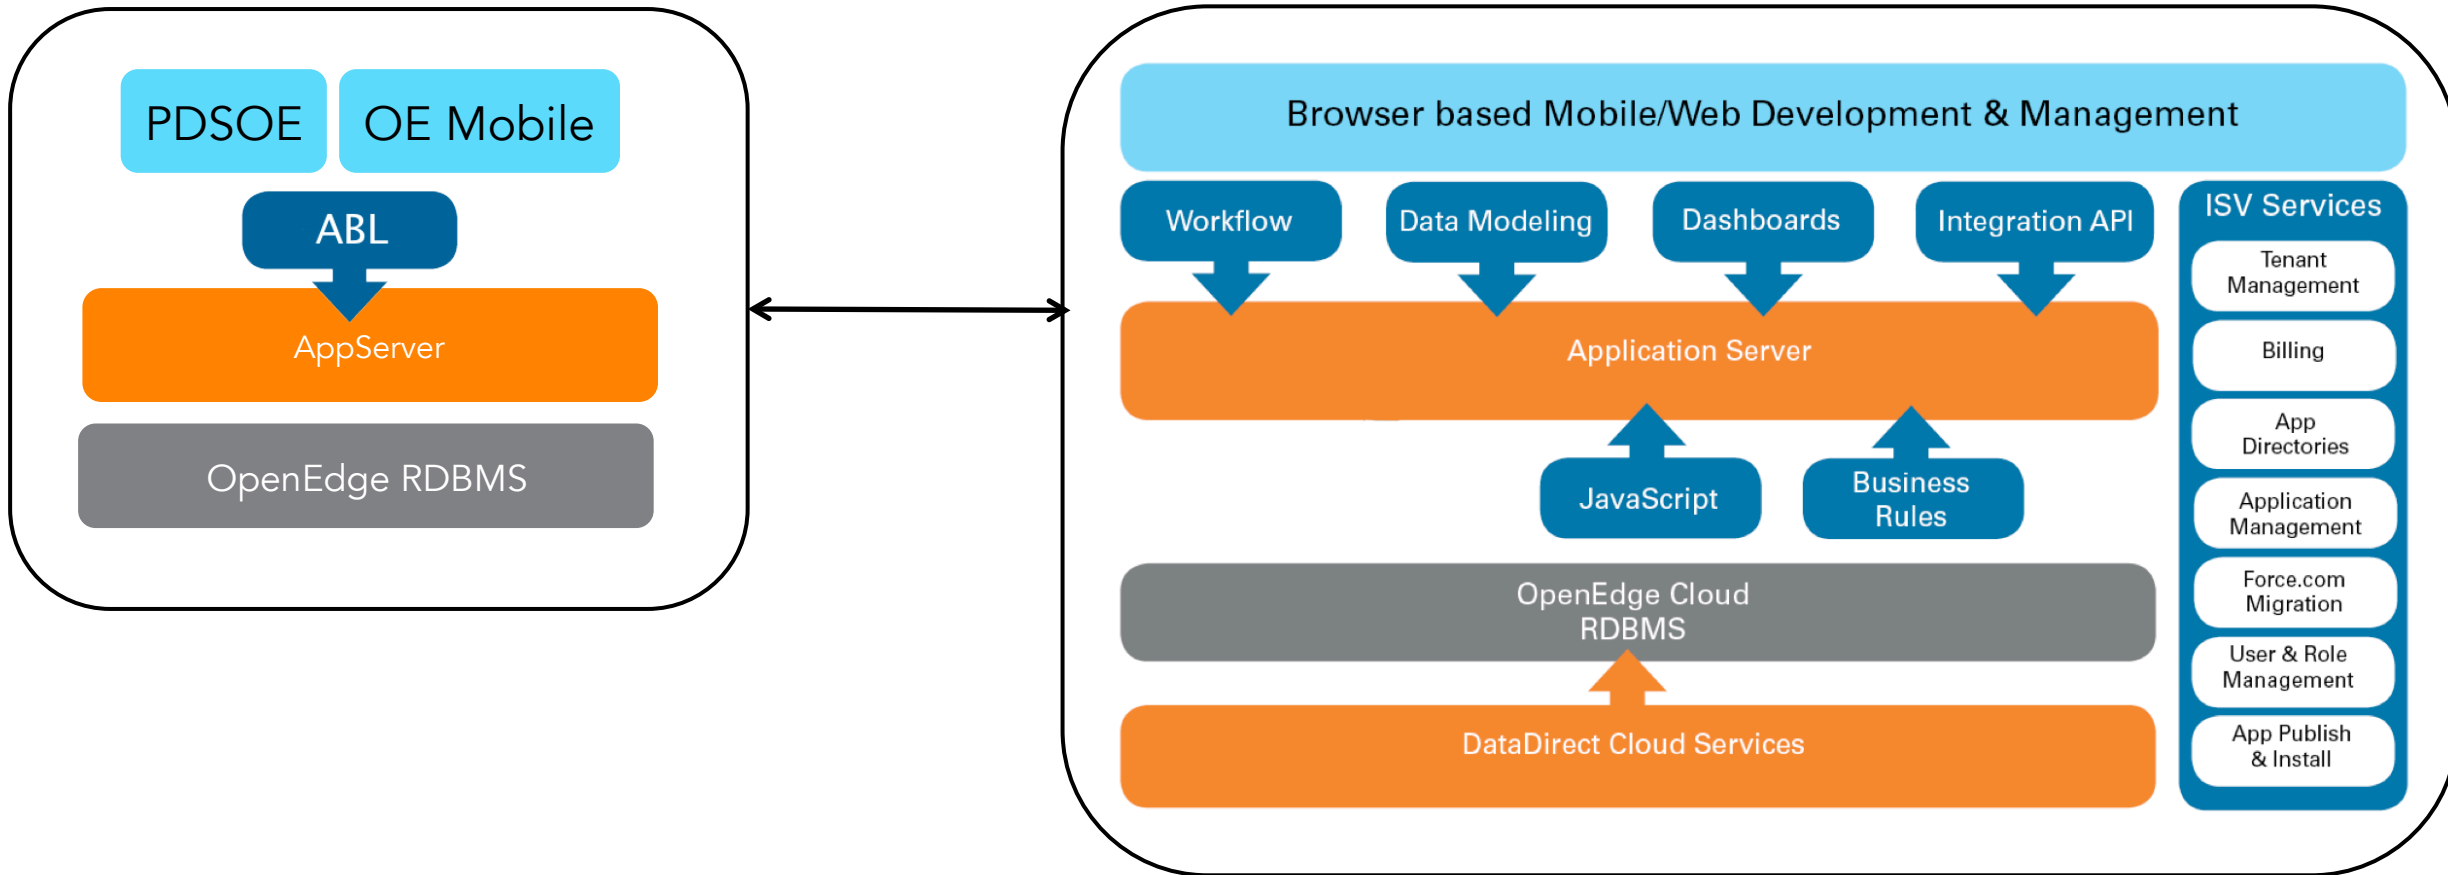 PDSOE
OE Mobile
ABL
AppServer
OpenEdge RDBMS
Browser based Mobile/Web Development & Management
Workflow
Data Modeling
Dashboards
Integration API
Application Server
JavaScript
Business
Rules
OpenEdge Cloud
RDBMS
DataDirect Cloud Services
ISV Services
Tenant
Management
Billing
App
Directories
Application
Management
Force.com
Migration
User & Role
Management
App Publish
& Install